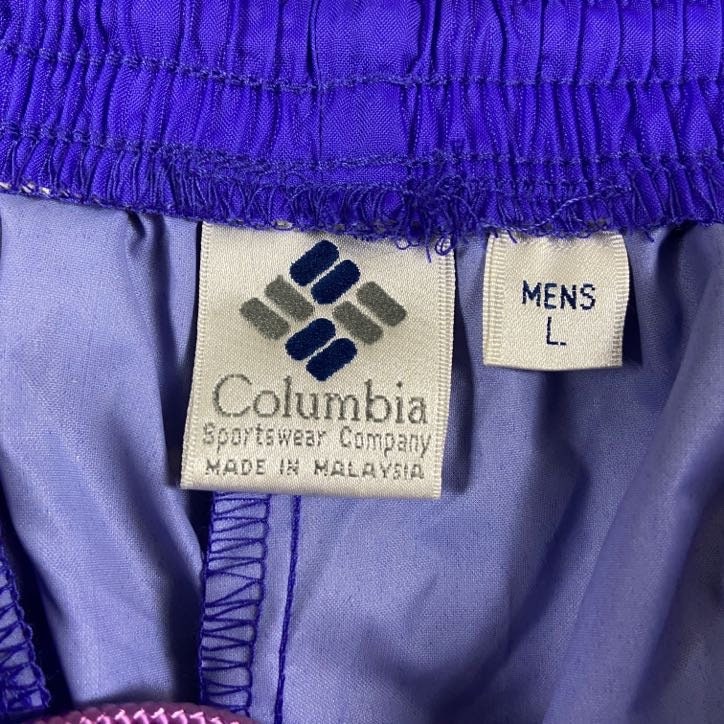 Columbia
Sportswear Company
MADE IN MALAYSIA
MENS
L.